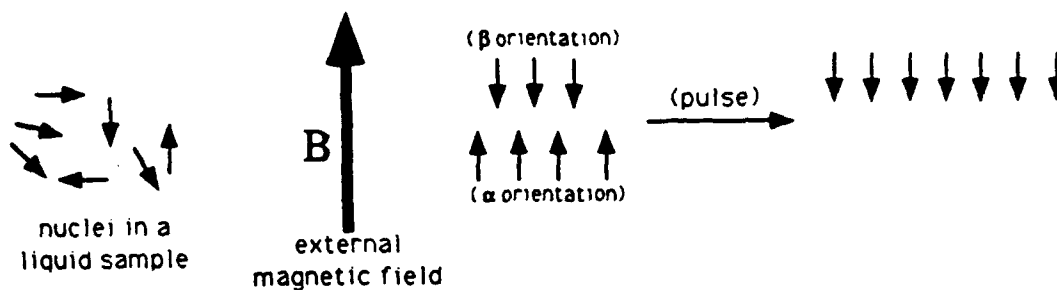 nuclei in a
liquid sample
B
external
magnetic field
(β orientation)
(α orientation)
(pulse)